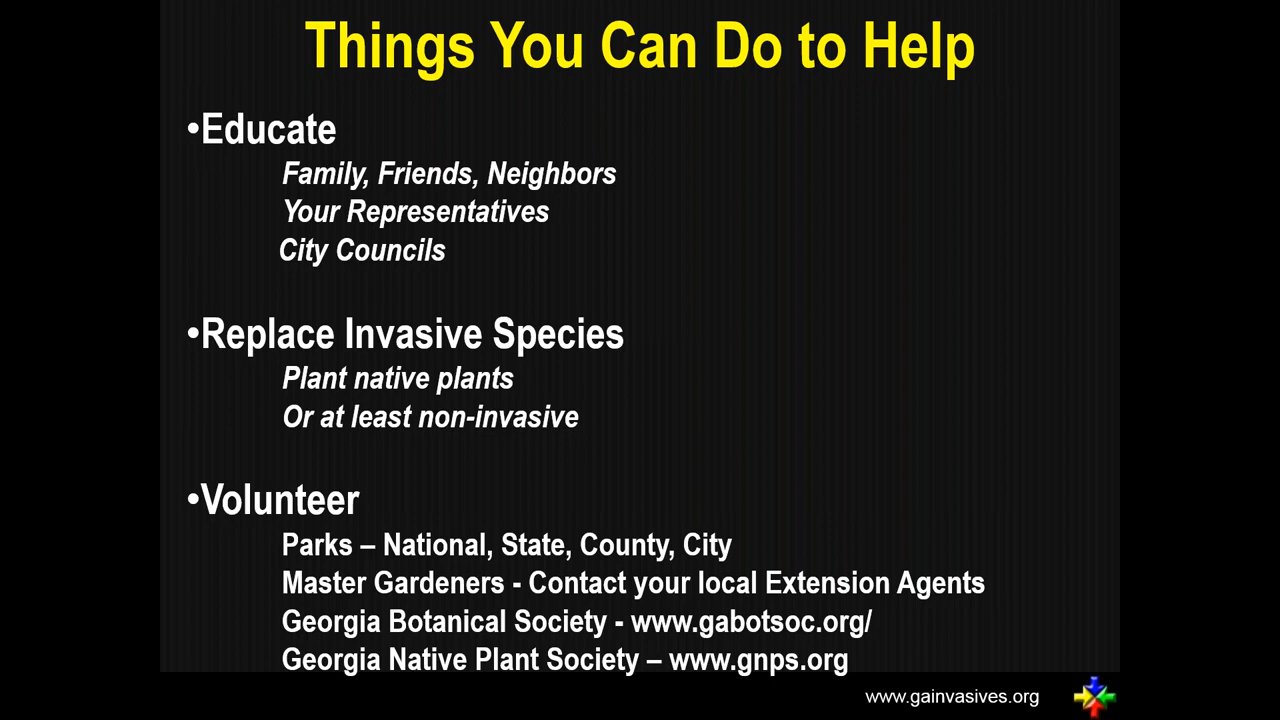 Things You Can Do to Help
•Educate
Family, Friends, Neighbors
Your Representatives
City Councils
•Replace Invasive Species
Plant native plants
Or at least non-invasive
•Volunteer
Parks – National, State, County, City
Master Gardeners - Contact your local Extension Agents
Georgia Botanical Society - www.gabotsoc.org/
Georgia Native Plant Society – www.gnps.org
www.gainvasives.org